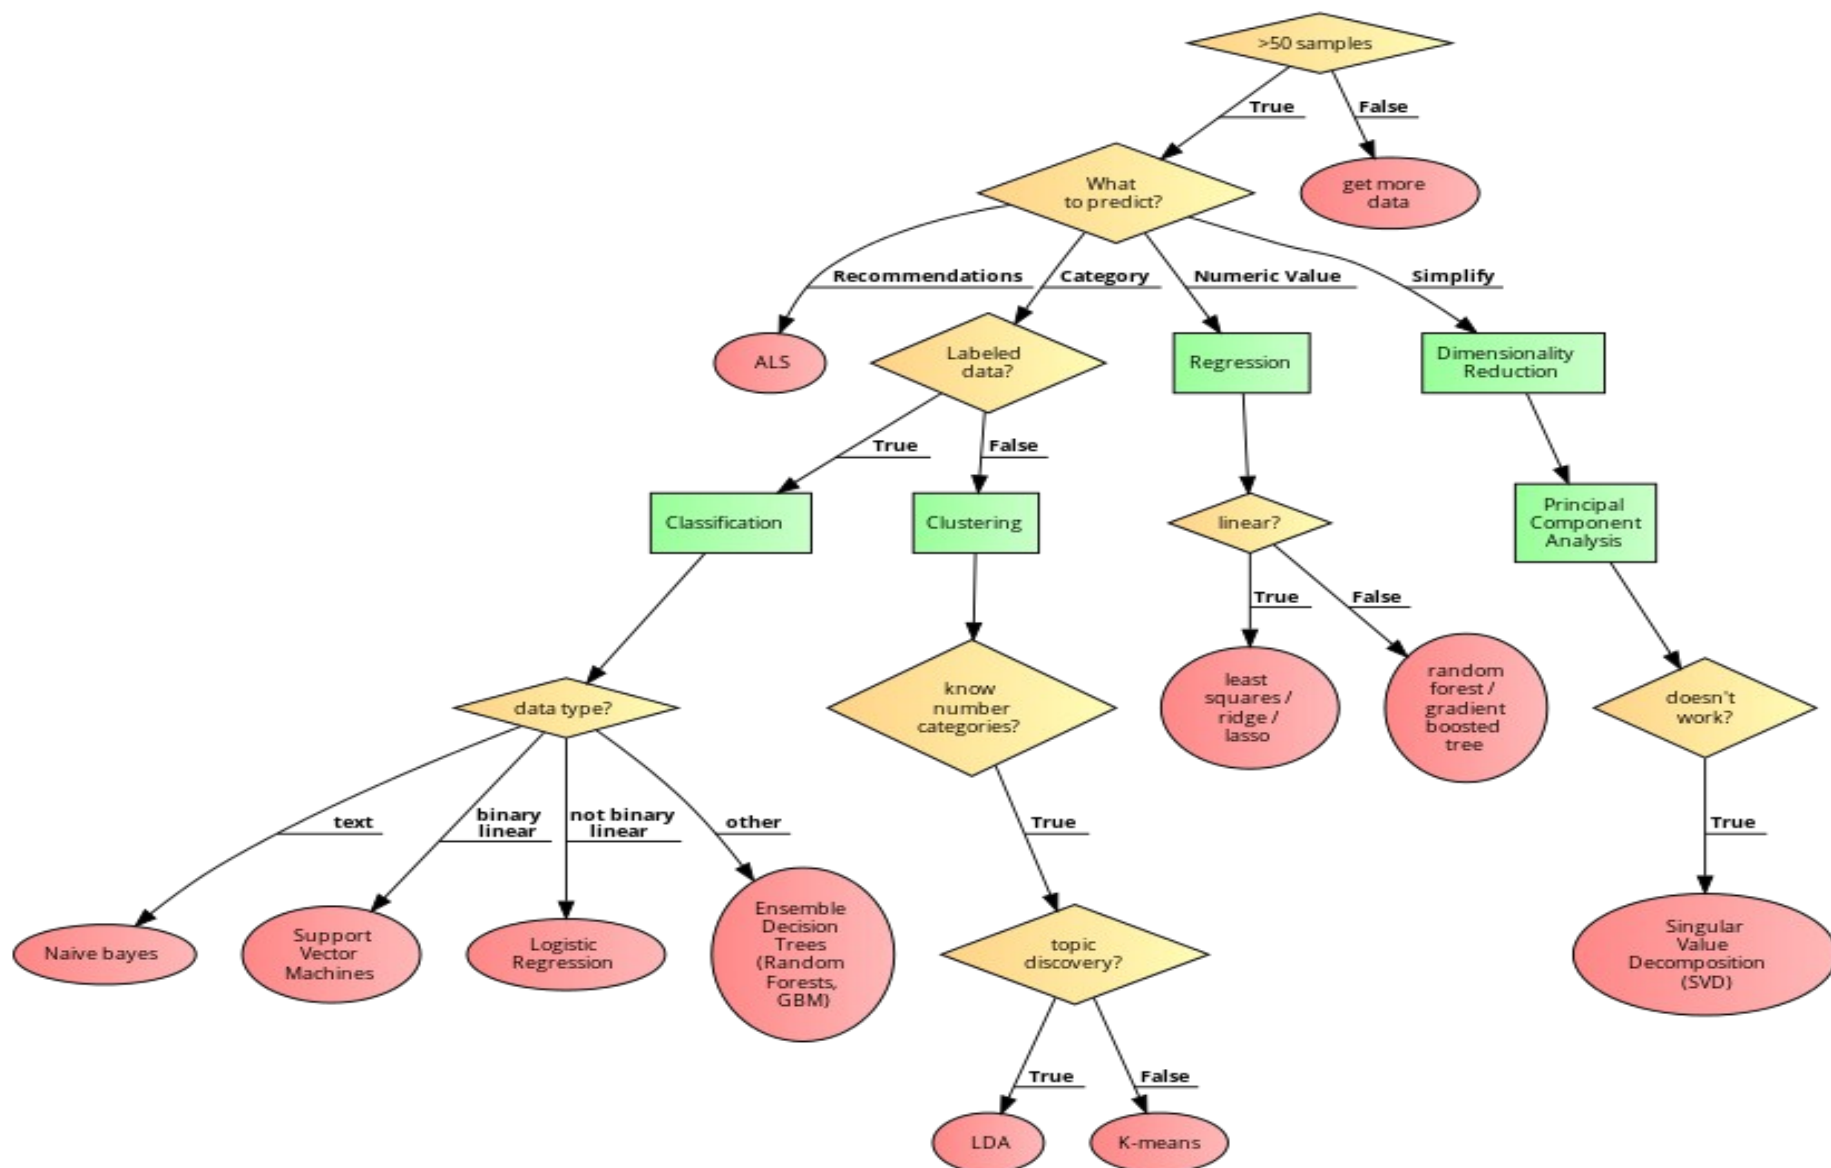 >50 samples
True
False
What
to predict?
get more
data
Recommendations
Category
Numeric Value
Simplify
ALS
Labeled
data?
Regression
Dimensionality
Reduction
True
False
Classification
Clustering
linear?
Principal
Component
Analysis
True
False
data type?
know
number
categories?
least
squares /
ridge /
lasso
random
forest /
gradient
boosted
tree
doesn't
work?
text
binary
linear
not binary
linear
other
True
True
Naive bayes
Support
Vector
Machines
Logistic
Regression
Ensemble
Decision
Trees
(Random
Forests,
GBM)
topic
discovery?
Singular
Value
Decomposition
(SVD)
True
False
LDA
K-means